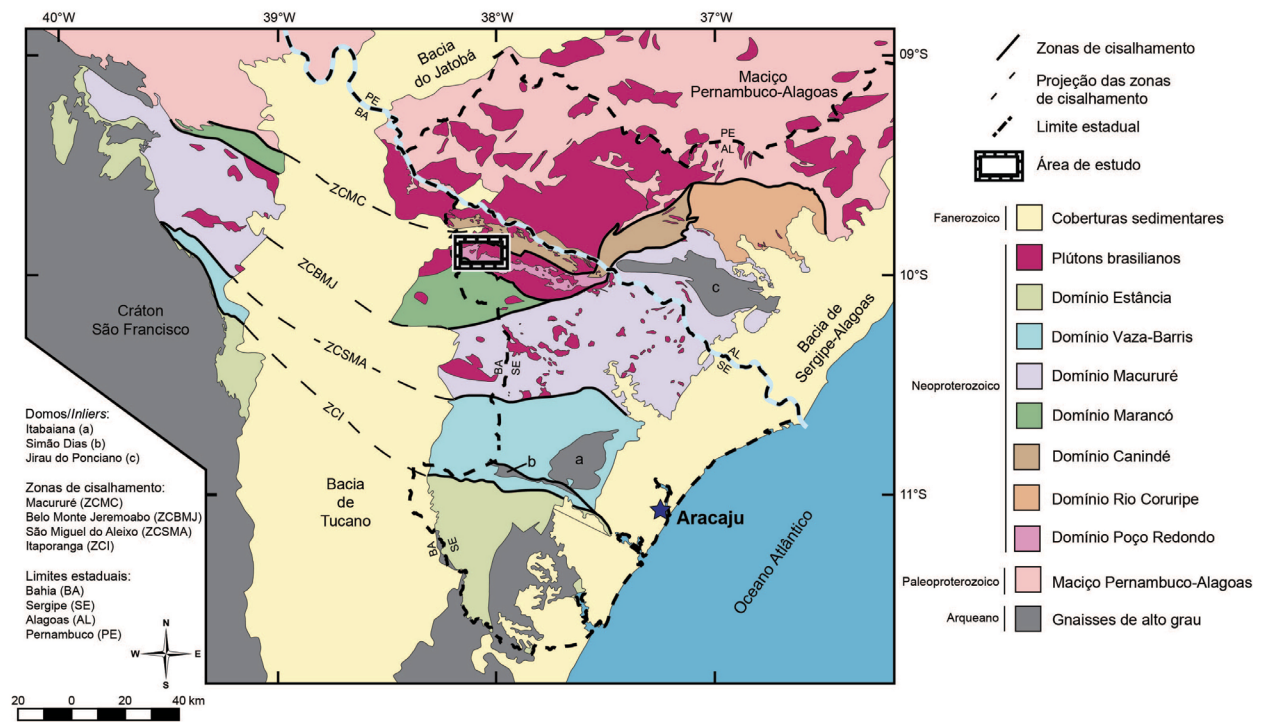 40°W
39°W
38°W
37°W
09°S
10°S
11°S
Bacia
do Jatobá
Maciço
Pernambuco-Alagoas
PE
BA
PE
AL
ZCMC
ZCBMJ
ZCSMA
ZCI
Cráton
São Francisco
c
Bacia de
Sergipe-Alagoas
AL
SE
BA
SE
a
b
Bacia
de
Tucano
BA
SE
Aracaju
Oceano Atlântico
Domos/Inliers:
Itabaiana (a)
Simão Dias (b)
Jirau do Ponciano (c)
Zonas de cisalhamento:
Macururé (ZCMC)
Belo Monte Jeremoabo (ZCBMJ)
São Miguel do Aleixo (ZCSMA)
Itaporanga (ZCI)
Limites estaduais:
Bahia (BA)
Sergipe (SE)
Alagoas (AL)
Pernambuco (PE)
N
W
E
S
20 0 20 40 km
Zonas de cisalhamento
Projeção das zonas
de cisalhamento
Limite estadual
Área de estudo
Fanerozoico
Coberturas sedimentares
Neoproterozoico
Plútons brasilianos
Domínio Estância
Domínio Vaza-Barris
Domínio Macururé
Domínio Marancó
Domínio Canindé
Domínio Rio Coruripe
Domínio Poço Redondo
Paleoproterozoico
Maciço Pernambuco-Alagoas
Arqueano
Gnaisses de alto grau